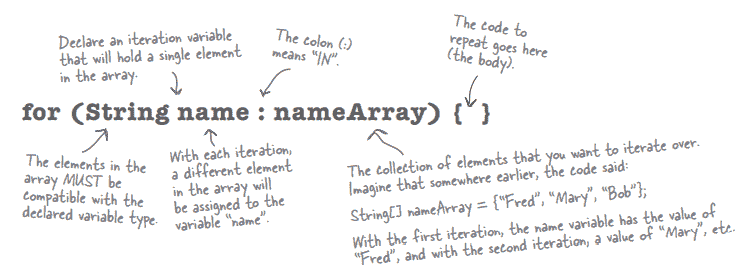 Declare an iteration variable
that will hold a single element
in the array.
The colon (:)
means "IN".
The code to
repeat goes here
(the body).
for (String name : nameArray) { }
The elements in the
array MUST be
compatible with the
declared variable type.
With each iteration,
a different element
in the array will
be assigned to the
variable "name".
The collection of elements that you want to iterate over.
Imagine that somewhere earlier, the code said:
String[] nameArray = {"Fred", "Mary", "Bob"};
With the first iteration, the name variable has the value of
"Fred", and with the second iteration, a value of "Mary", etc.